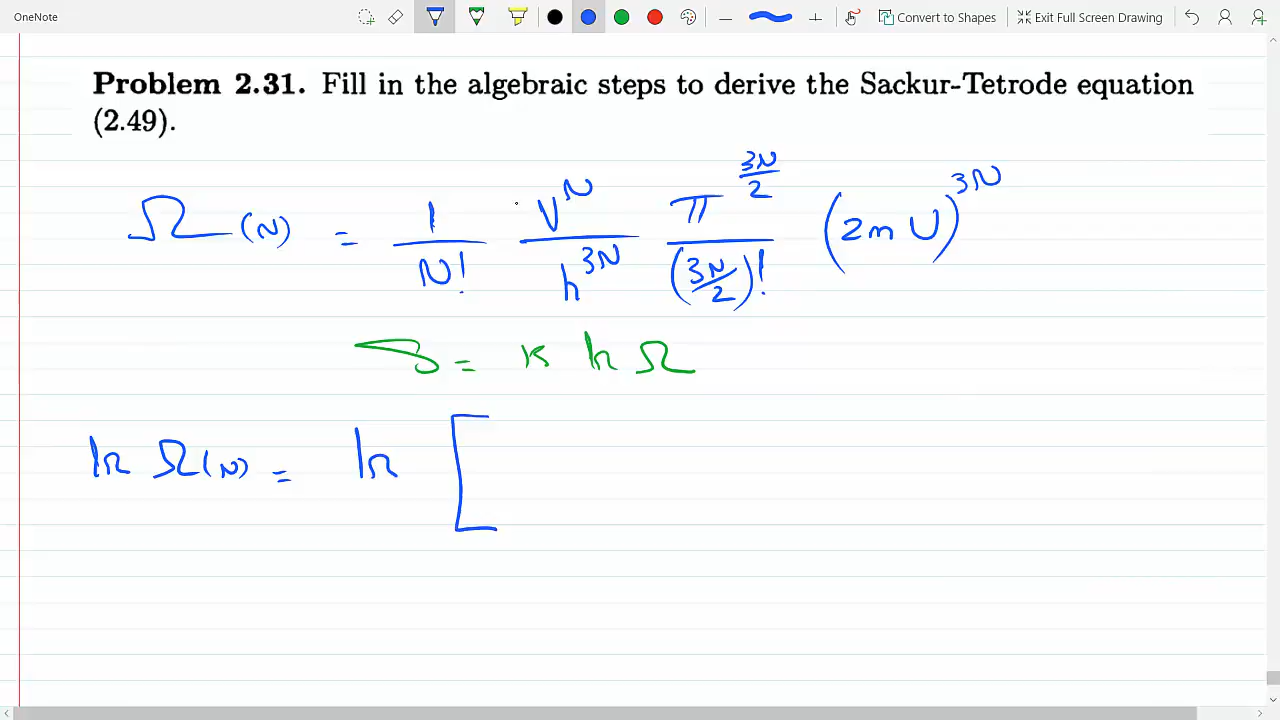 OneNote
Convert to Shapes
Exit Full Screen Drawing
Problem 2.31. Fill in the algebraic steps to derive the Sackur-Tetrode equation
(2.49).
Ω(N) = 1/N! V^N/h^{3N} π^{3N/2}/(3N/2)! (2mU)^{3N}
S = k ln Ω
ln Ω(N) = ln [